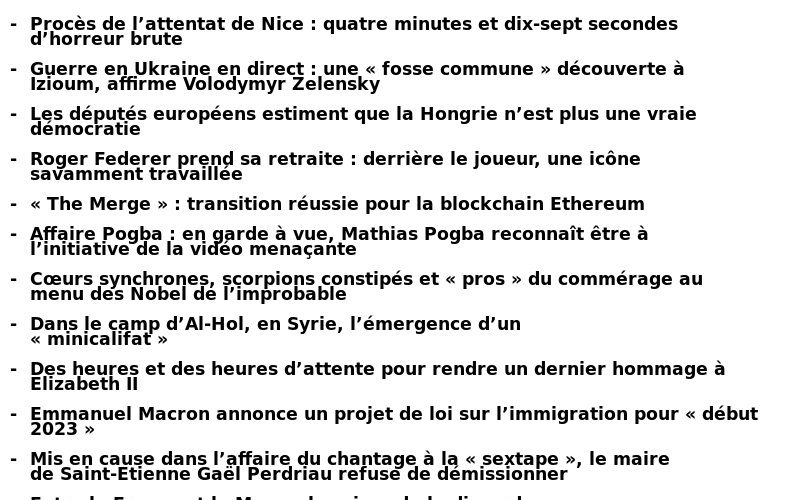 - Procès de l’attentat de Nice : quatre minutes et dix-sept secondes
d’horreur brute
- Guerre en Ukraine en direct : une « fosse commune » découverte à
Izioum, affirme Volodymyr Zelensky
- Les députés européens estiment que la Hongrie n’est plus une vraie
démocratie
- Roger Federer prend sa retraite : derrière le joueur, une icône
savamment travaillée
- « The Merge » : transition réussie pour la blockchain Ethereum
- Affaire Pogba : en garde à vue, Mathias Pogba reconnaît être à
l’initiative de la vidéo menaçante
- Cœurs synchrones, scorpions constipés et « pros » du commérage au
menu des Nobel de l’improbable
- Dans le camp d’Al-Hol, en Syrie, l’émergence d’un
« minicalifat »
- Des heures et des heures d’attente pour rendre un dernier hommage à
Elizabeth II
- Emmanuel Macron annonce un projet de loi sur l’immigration pour « début
2023 »
- Mis en cause dans l’affaire du chantage à la « sextape », le maire
de Saint-Etienne Gaël Perdriau refuse de démissionner